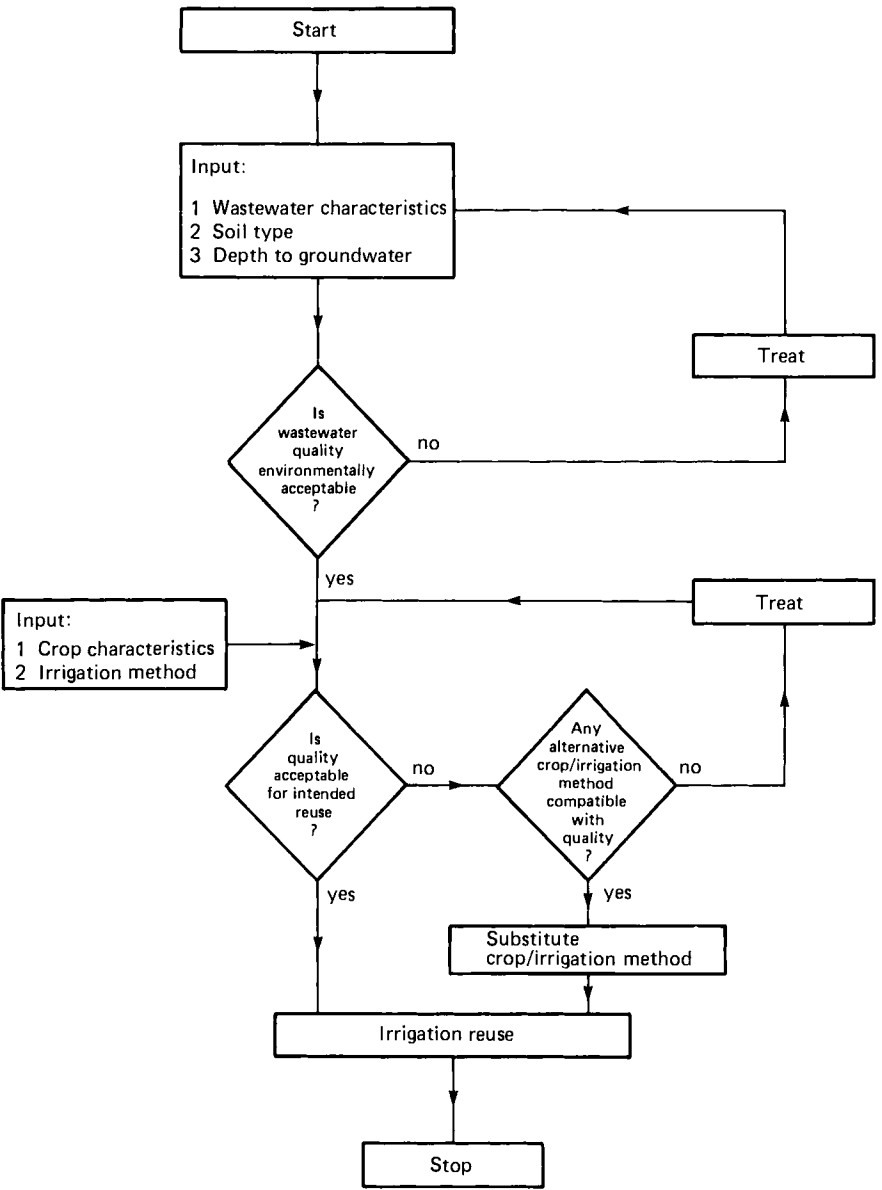 Start
Input:
1 Wastewater characteristics
2 Soil type
3 Depth to groundwater
Treat
Is
wastewater
quality
environmentally
acceptable
?
no
yes
Treat
Input:
1 Crop characteristics
2 Irrigation method
Is
quality
acceptable
for intended
reuse
?
no
Any
alternative
crop/irrigation
method
compatible
with
quality
?
no
yes
yes
Substitute
crop/irrigation method
Irrigation reuse
Stop